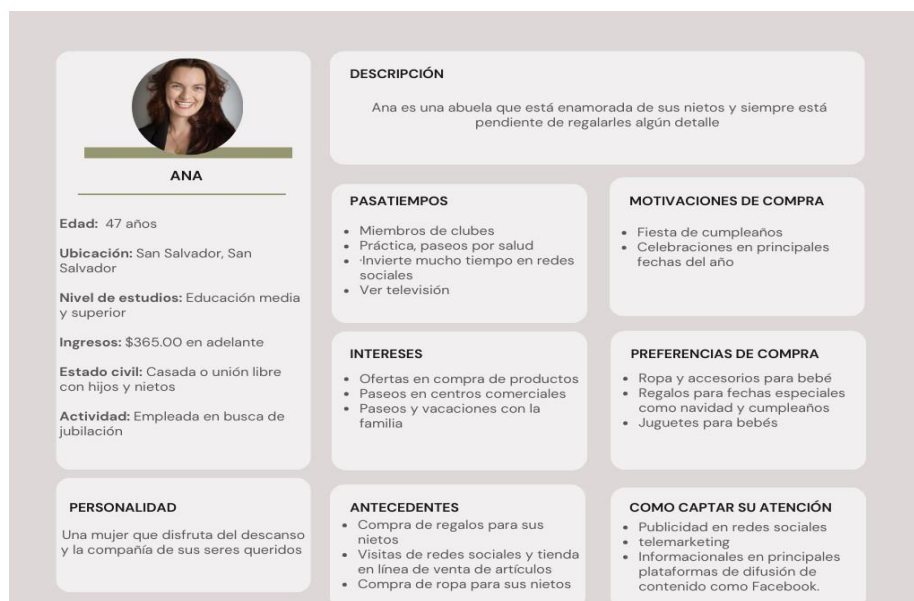 ANA
Edad: 47 años
Ubicación: San Salvador, San
Salvador
Nivel de estudios: Educación media
y superior
Ingresos: $365.00 en adelante
Estado civil: Casada o unión libre
con hijos y nietos
Actividad: Empleada en busca de
jubilación
DESCRIPCIÓN
Ana es una abuela que está enamorada de sus nietos y siempre está
pendiente de regalarles algún detalle
PASATIEMPOS
• Miembros de clubes
• Práctica, paseos por salud
• ·Invierte mucho tiempo en redes
sociales
• Ver televisión
MOTIVACIONES DE COMPRA
• Fiesta de cumpleaños
• Celebraciones en principales
fechas del año
INTERESES
• Ofertas en compra de productos
• Paseos en centros comerciales
• Paseos y vacaciones con la
familia
PREFERENCIAS DE COMPRA
• Ropa y accesorios para bebé
• Regalos para fechas especiales
como navidad y cumpleaños
• Juguetes para bebés
PERSONALIDAD
Una mujer que disfruta del descanso
y la compañía de sus seres queridos
ANTECEDENTES
• Compra de regalos para sus
nietos
• Visitas de redes sociales y tienda
en línea de venta de artículos
• Compra de ropa para sus nietos
COMO CAPTAR SU ATENCIÓN
• Publicidad en redes sociales
• telemarketing
• Informacionales en principales
plataformas de difusión de
contenido como Facebook.